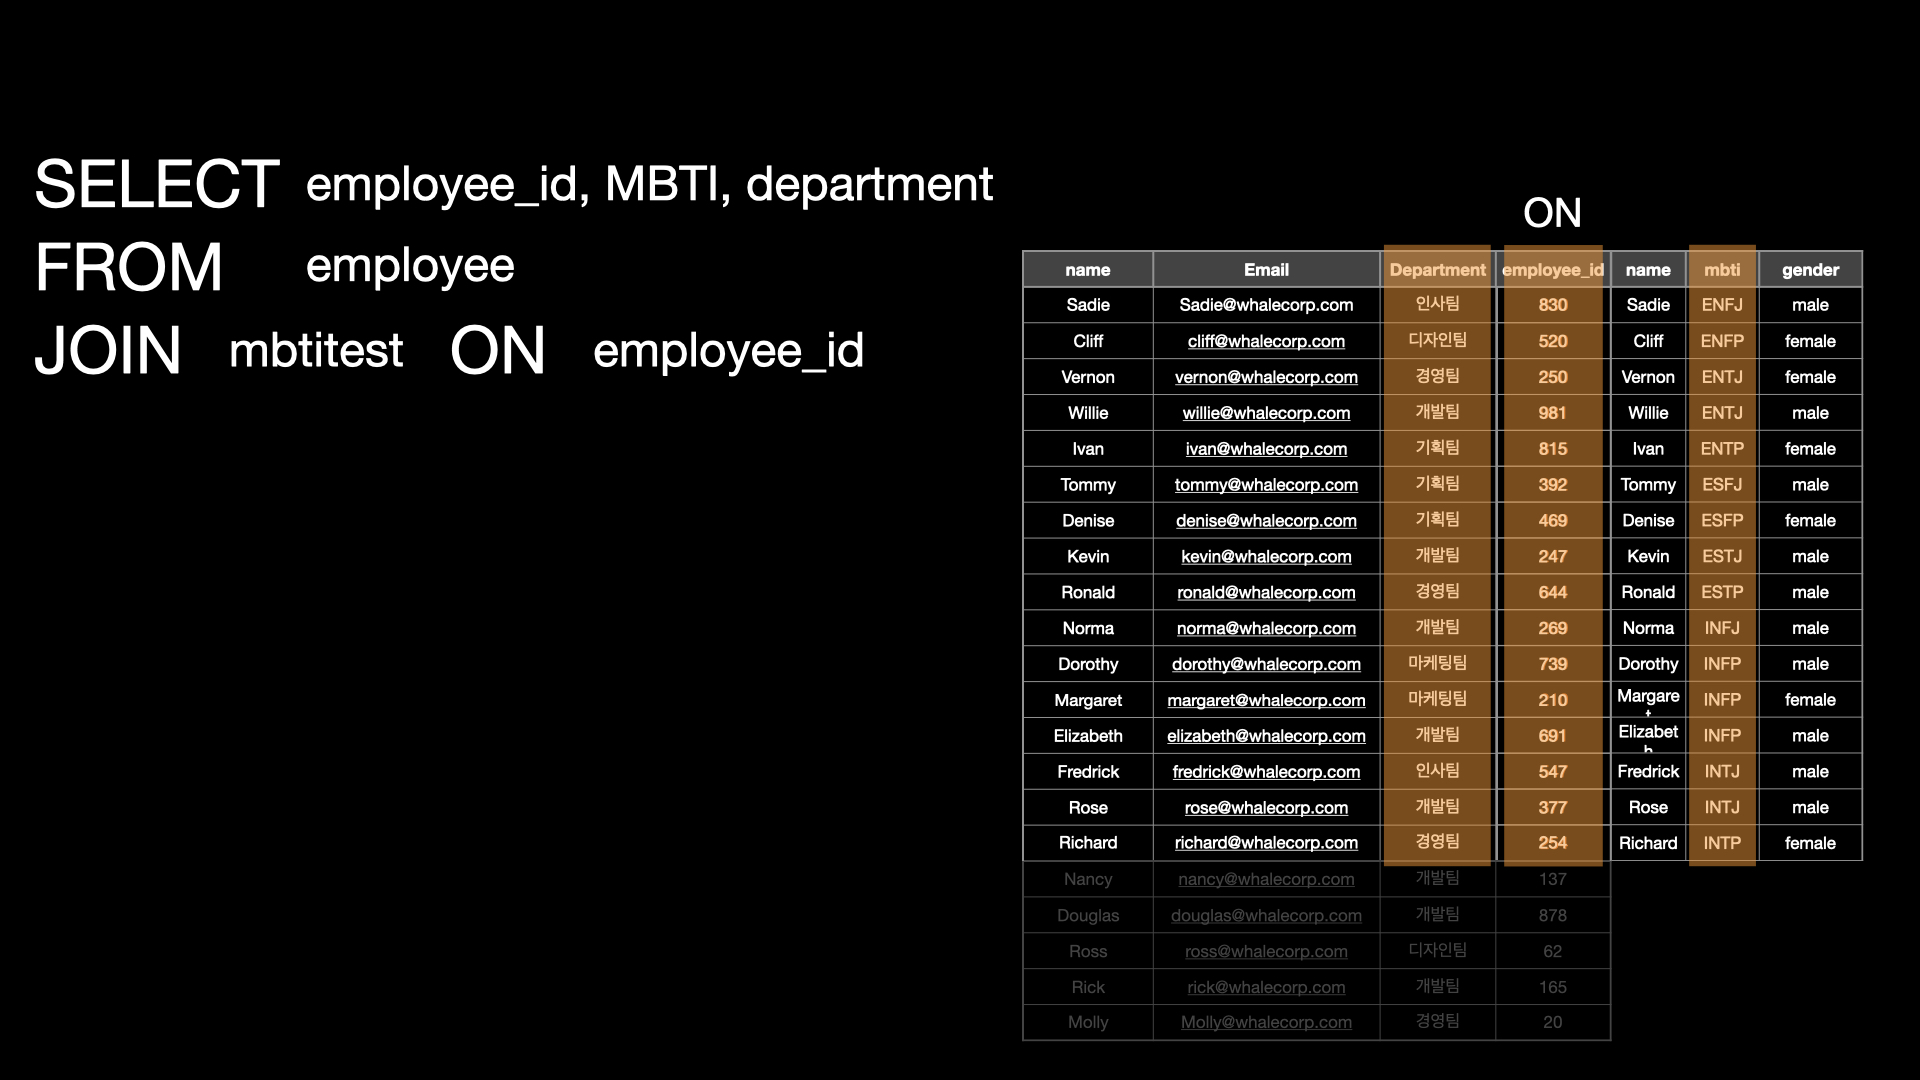 SELECT employee_id, MBTI, department
FROM employee
JOIN mbtitest ON employee_id
ON
name Email Department employee_id name mbti gender
Sadie Sadie@whalecorp.com 인사팀 830 Sadie ENFJ male
Cliff cliff@whalecorp.com 디자인팀 520 Cliff ENFP female
Vernon vernon@whalecorp.com 경영팀 250 Vernon ENTJ female
Willie willie@whalecorp.com 개발팀 981 Willie ENTJ male
Ivan ivan@whalecorp.com 기획팀 815 Ivan ENTP female
Tommy tommy@whalecorp.com 기획팀 392 Tommy ESFJ male
Denise denise@whalecorp.com 기획팀 469 Denise ESFP female
Kevin kevin@whalecorp.com 개발팀 247 Kevin ESTJ male
Ronald ronald@whalecorp.com 경영팀 644 Ronald ESTP male
Norma norma@whalecorp.com 개발팀 269 Norma INFJ male
Dorothy dorothy@whalecorp.com 마케팅팀 739 Dorothy INFP male
Margaret margaret@whalecorp.com 마케팅팀 210 Margaret INFP female
Elizabeth elizabeth@whalecorp.com 개발팀 691 Elizabeth INFP male
Fredrick fredrick@whalecorp.com 인사팀 547 Fredrick INTJ male
Rose rose@whalecorp.com 개발팀 377 Rose INTJ male
Richard richard@whalecorp.com 경영팀 254 Richard INTP female
Nancy nancy@whalecorp.com 개발팀 137
Douglas douglas@whalecorp.com 개발팀 878
Ross ross@whalecorp.com 디자인팀 62
Rick rick@whalecorp.com 개발팀 165
Molly Molly@whalecorp.com 경영팀 20